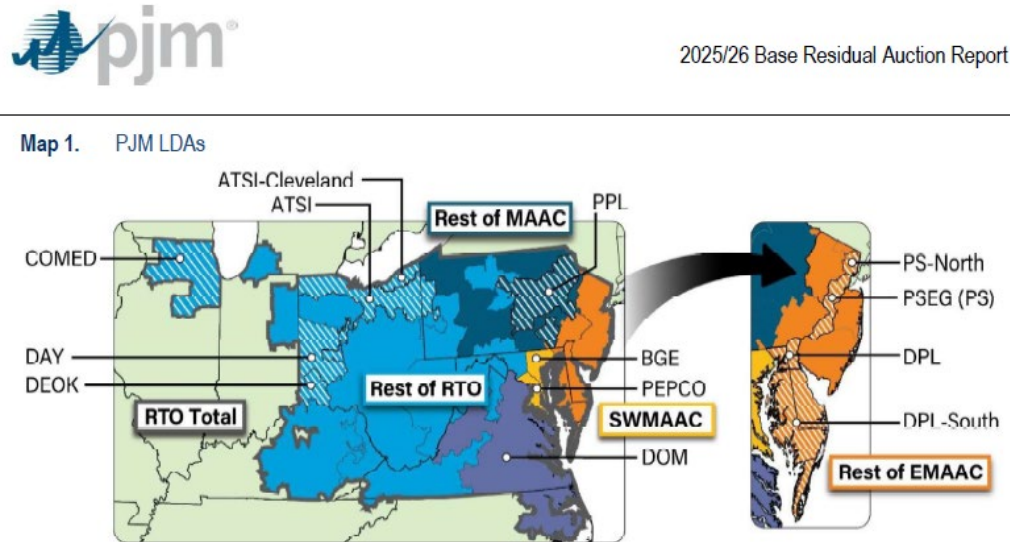 pjm
2025/26 Base Residual Auction Report
Map 1. PJM LDAs
ATSI-Cleveland
ATSI
Rest of MAAC
PPL
COMED
PS-North
PSEG (PS)
DAY
BGE
DPL
DEOK
Rest of RTO
PEPCO
RTO Total
SWMAAC
DPL-South
DOM
Rest of EMAAC